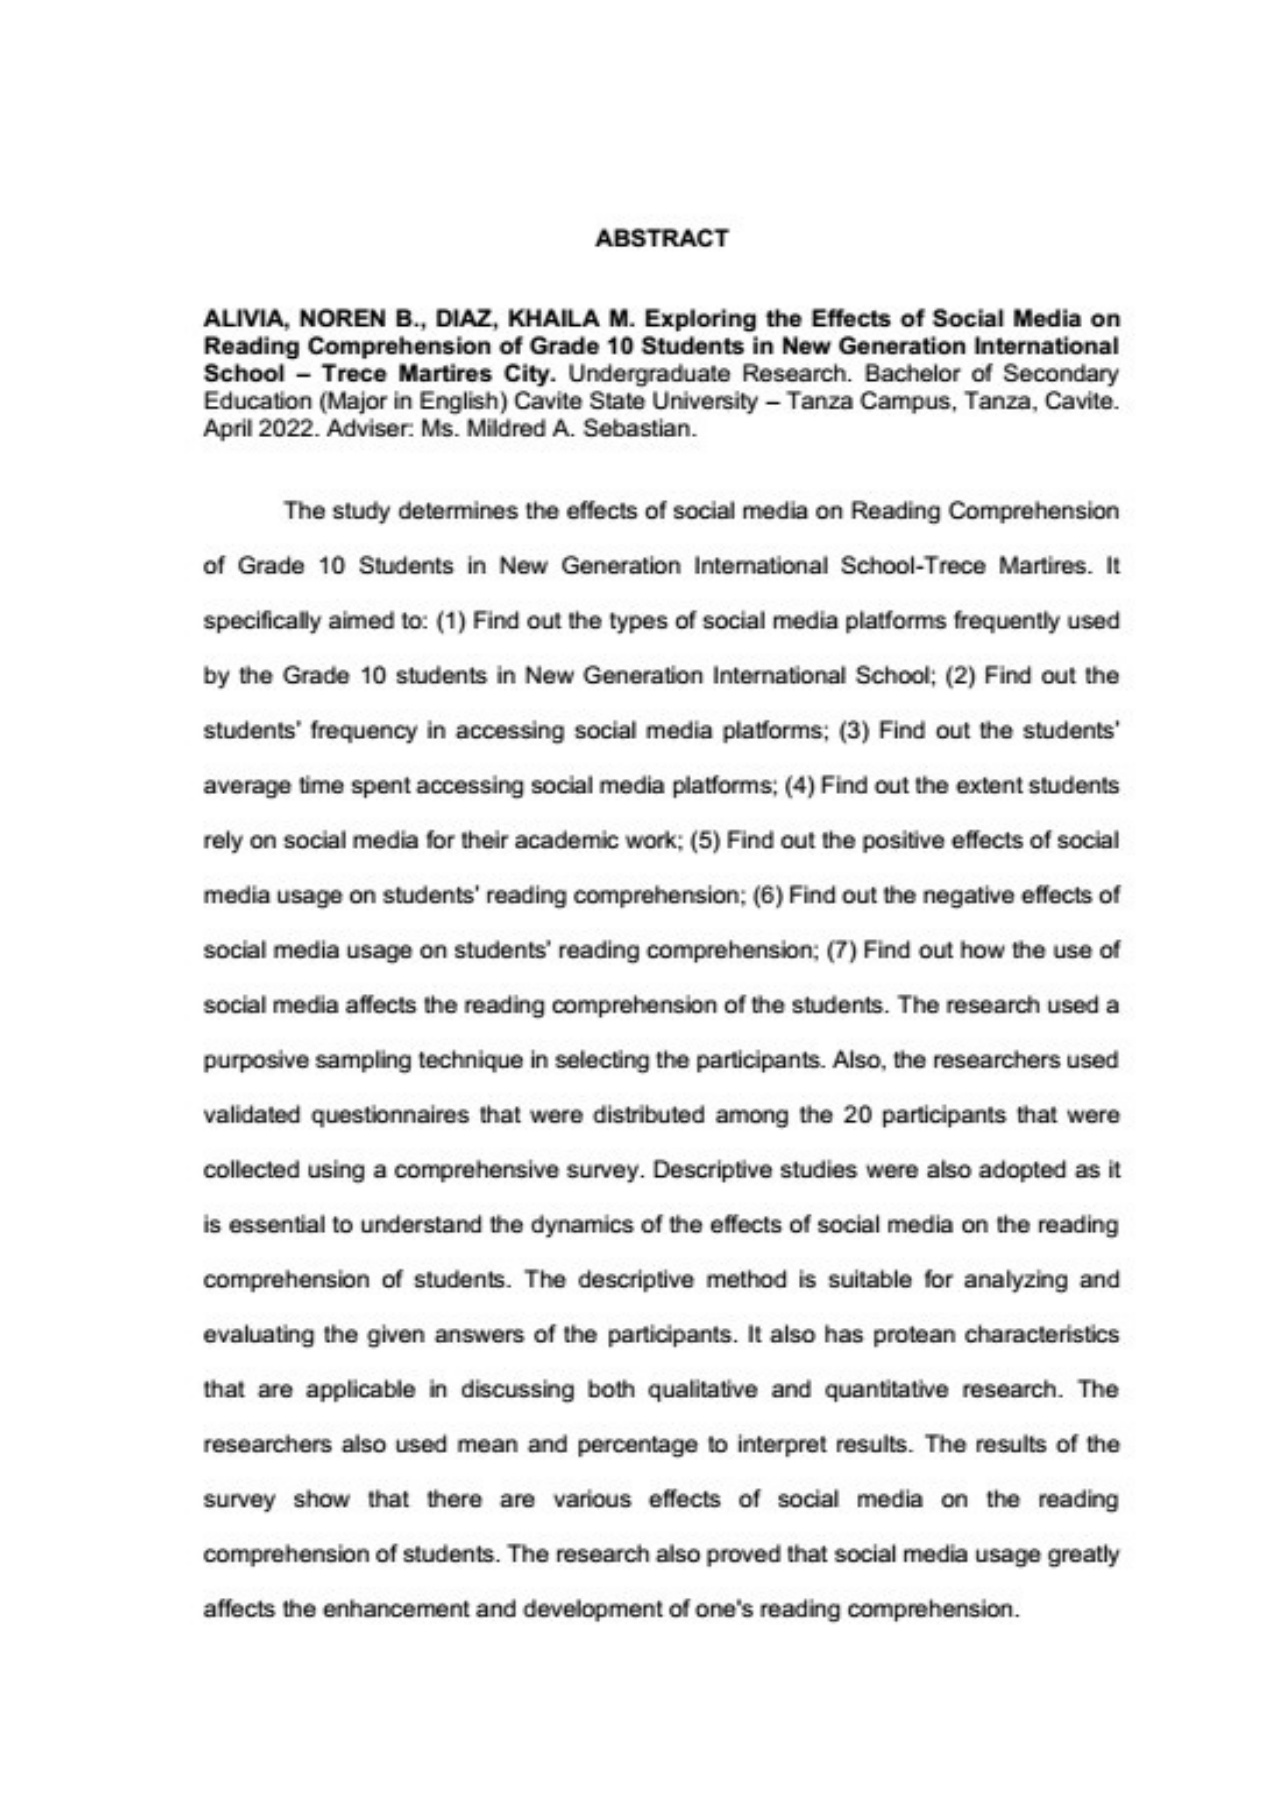 ABSTRACT
ALIVIA, NOREN B., DIAZ, KHAILA M. Exploring the Effects of Social Media on
Reading Comprehension of Grade 10 Students in New Generation International
School – Trece Martires City. Undergraduate Research. Bachelor of Secondary
Education (Major in English) Cavite State University – Tanza Campus, Tanza, Cavite.
April 2022. Adviser: Ms. Mildred A. Sebastian.
The study determines the effects of social media on Reading Comprehension
of Grade 10 Students in New Generation International School-Trece Martires. It
specifically aimed to: (1) Find out the types of social media platforms frequently used
by the Grade 10 students in New Generation International School; (2) Find out the
students' frequency in accessing social media platforms; (3) Find out the students'
average time spent accessing social media platforms; (4) Find out the extent students
rely on social media for their academic work; (5) Find out the positive effects of social
media usage on students' reading comprehension; (6) Find out the negative effects of
social media usage on students' reading comprehension; (7) Find out how the use of
social media affects the reading comprehension of the students. The research used a
purposive sampling technique in selecting the participants. Also, the researchers used
validated questionnaires that were distributed among the 20 participants that were
collected using a comprehensive survey. Descriptive studies were also adopted as it
is essential to understand the dynamics of the effects of social media on the reading
comprehension of students. The descriptive method is suitable for analyzing and
evaluating the given answers of the participants. It also has protean characteristics
that are applicable in discussing both qualitative and quantitative research. The
researchers also used mean and percentage to interpret results. The results of the
survey show that there are various effects of social media on the reading
comprehension of students. The research also proved that social media usage greatly
affects the enhancement and development of one's reading comprehension.